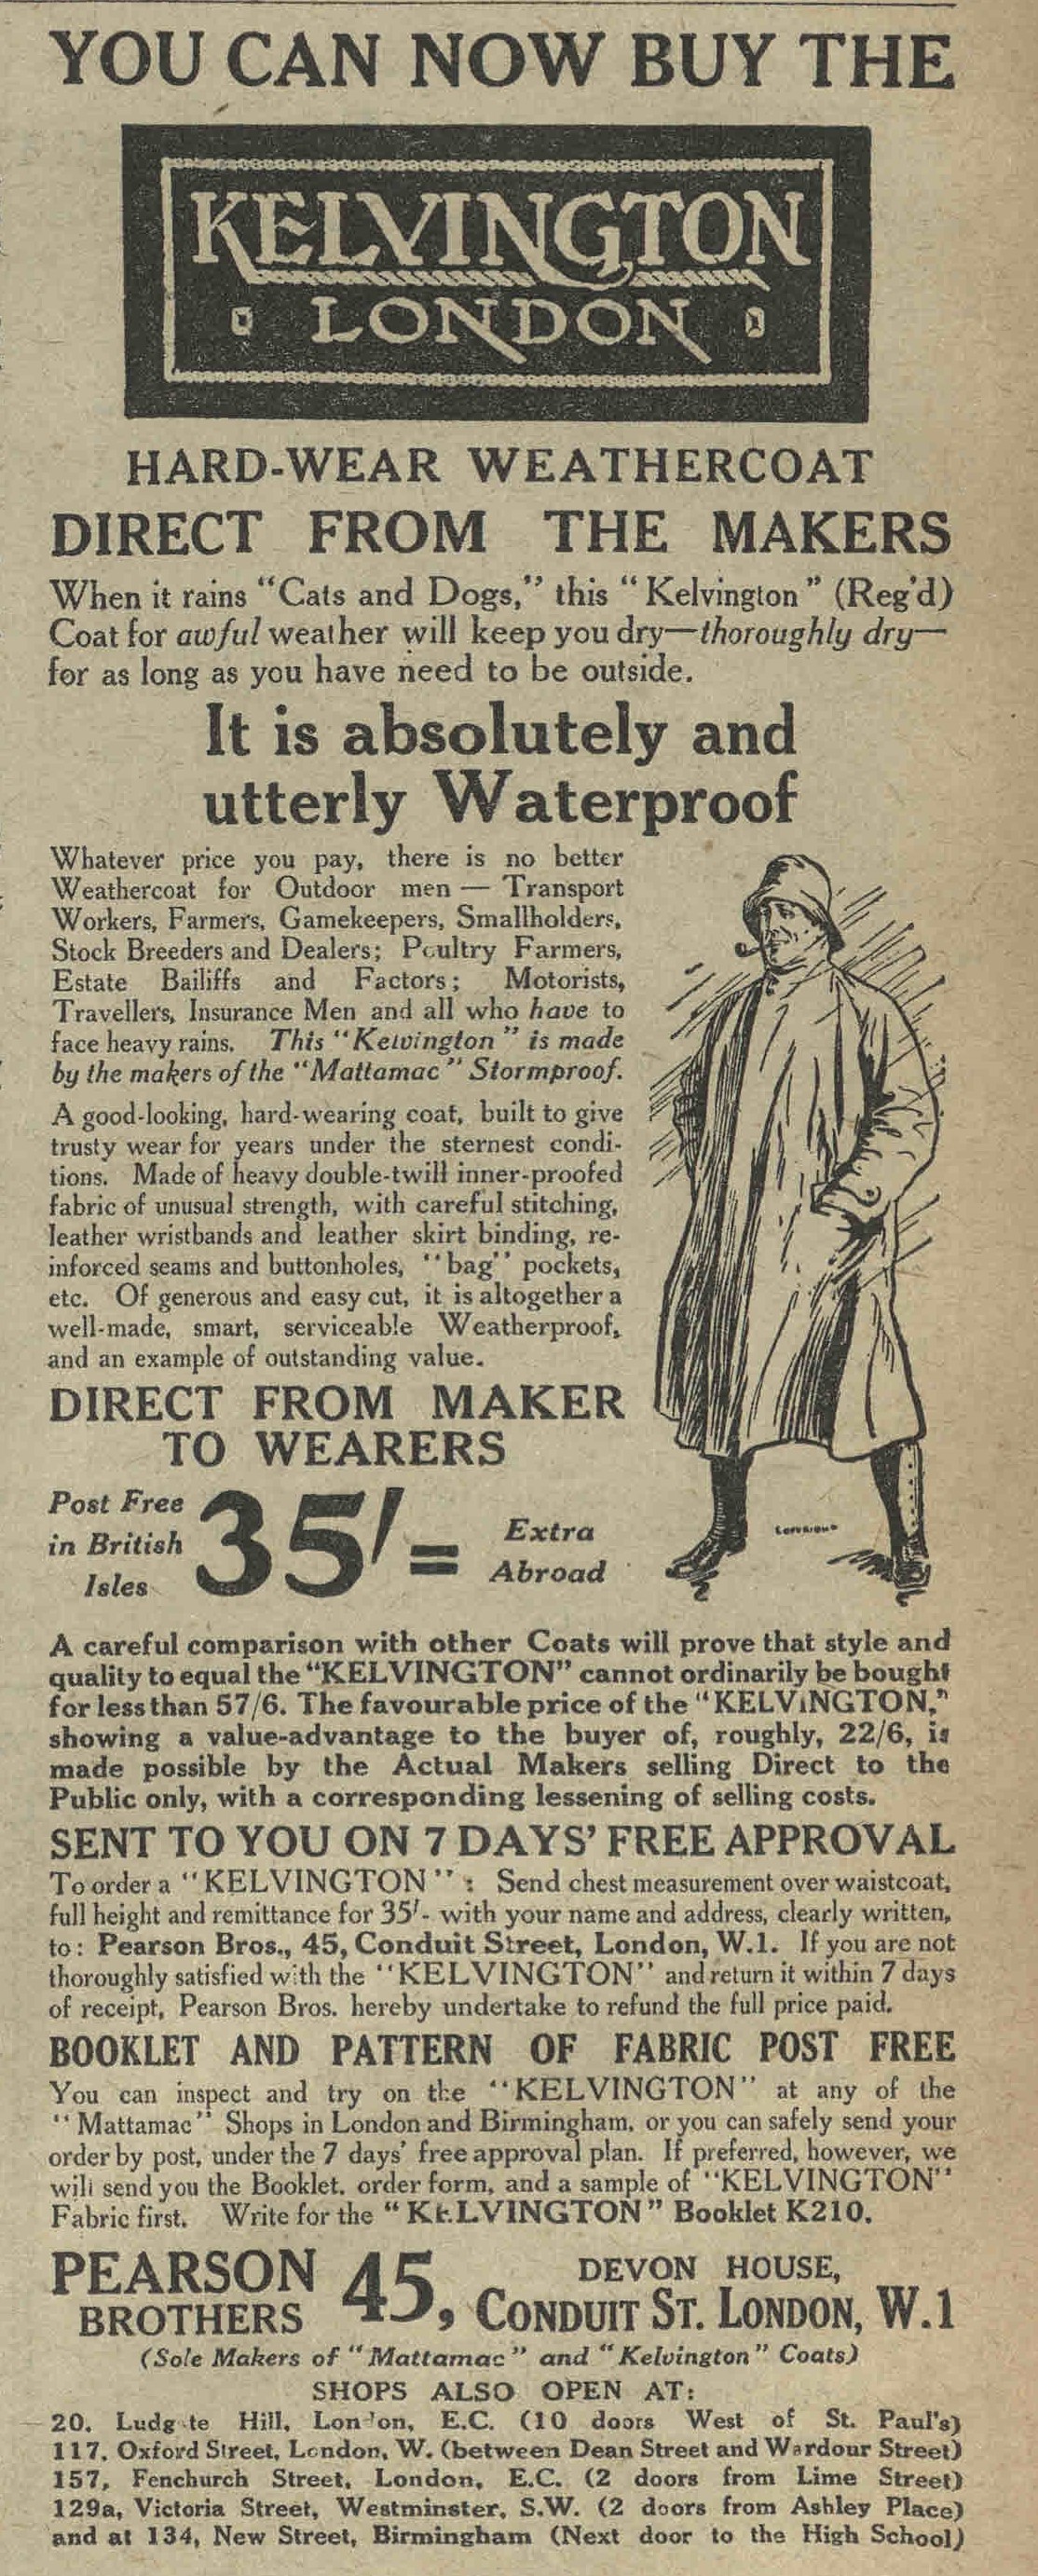 YOU CAN NOW BUY THE
KELVINGTON
LONDON
HARD-WEAR WEATHERCOAT
DIRECT FROM THE MAKERS
When it rains "Cats and Dogs," this "Kelvington" (Reg'd)
Coat for awful weather will keep you dry—thoroughly dry—
for as long as you have need to be outside.
It is absolutely and
utterly Waterproof
Whatever price you pay, there is no better
Weathercoat for Outdoor men — Transport
Workers, Farmers, Gamekeepers, Smallholders,
Stock Breeders and Dealers; Poultry Farmers,
Estate Bailiffs and Factors; Motorists,
Travellers, Insurance Men and all who have to
face heavy rains. This "Kelvington" is made
by the makers of the "Mattamac" Stormproof.
A good-looking, hard-wearing coat, built to give
trusty wear for years under the sternest condi-
tions. Made of heavy double-twill inner-proofed
fabric of unusual strength, with careful stitching,
leather wristbands and leather skirt binding, re-
inforced seams and buttonholes, "bag" pockets,
etc. Of generous and easy cut, it is altogether a
well-made, smart, serviceable Weatherproof,
and an example of outstanding value.
DIRECT FROM MAKER
TO WEARERS
Post Free
in British
Isles
35/=
Extra
Abroad
A careful comparison with other Coats will prove that style and
quality to equal the "KELVINGTON" cannot ordinarily be bought
for less than 57/6. The favourable price of the "KELVINGTON,"
showing a value-advantage to the buyer of, roughly, 22/6, is
made possible by the Actual Makers selling Direct to the
Public only, with a corresponding lessening of selling costs.
SENT TO YOU ON 7 DAYS' FREE APPROVAL
To order a "KELVINGTON": Send chest measurement over waistcoat,
full height and remittance for 35/- with your name and address, clearly written,
to: Pearson Bros., 45, Conduit Street, London, W.1. If you are not
thoroughly satisfied with the "KELVINGTON" and return it within 7 days
of receipt, Pearson Bros. hereby undertake to refund the full price paid.
BOOKLET AND PATTERN OF FABRIC POST FREE
You can inspect and try on the "KELVINGTON" at any of the
"Mattamac" Shops in London and Birmingham, or you can safely send your
order by post, under the 7 days' free approval plan. If preferred, however, we
will send you the Booklet, order form, and a sample of "KELVINGTON"
Fabric first. Write for the "KELVINGTON" Booklet K210.
PEARSON
BROTHERS
45,
DEVON HOUSE,
CONDUIT ST. LONDON, W.1
(Sole Makers of "Mattamac" and "Kelvington" Coats)
SHOPS ALSO OPEN AT:
20, Ludgate Hill, London, E.C. (10 doors West of St. Paul's)
117, Oxford Street, London, W. (between Dean Street and Wardour Street)
157, Fenchurch Street, London, E.C. (2 doors from Lime Street)
129a, Victoria Street, Westminster, S.W. (2 doors from Ashley Place)
and at 134, New Street, Birmingham (Next door to the High School)